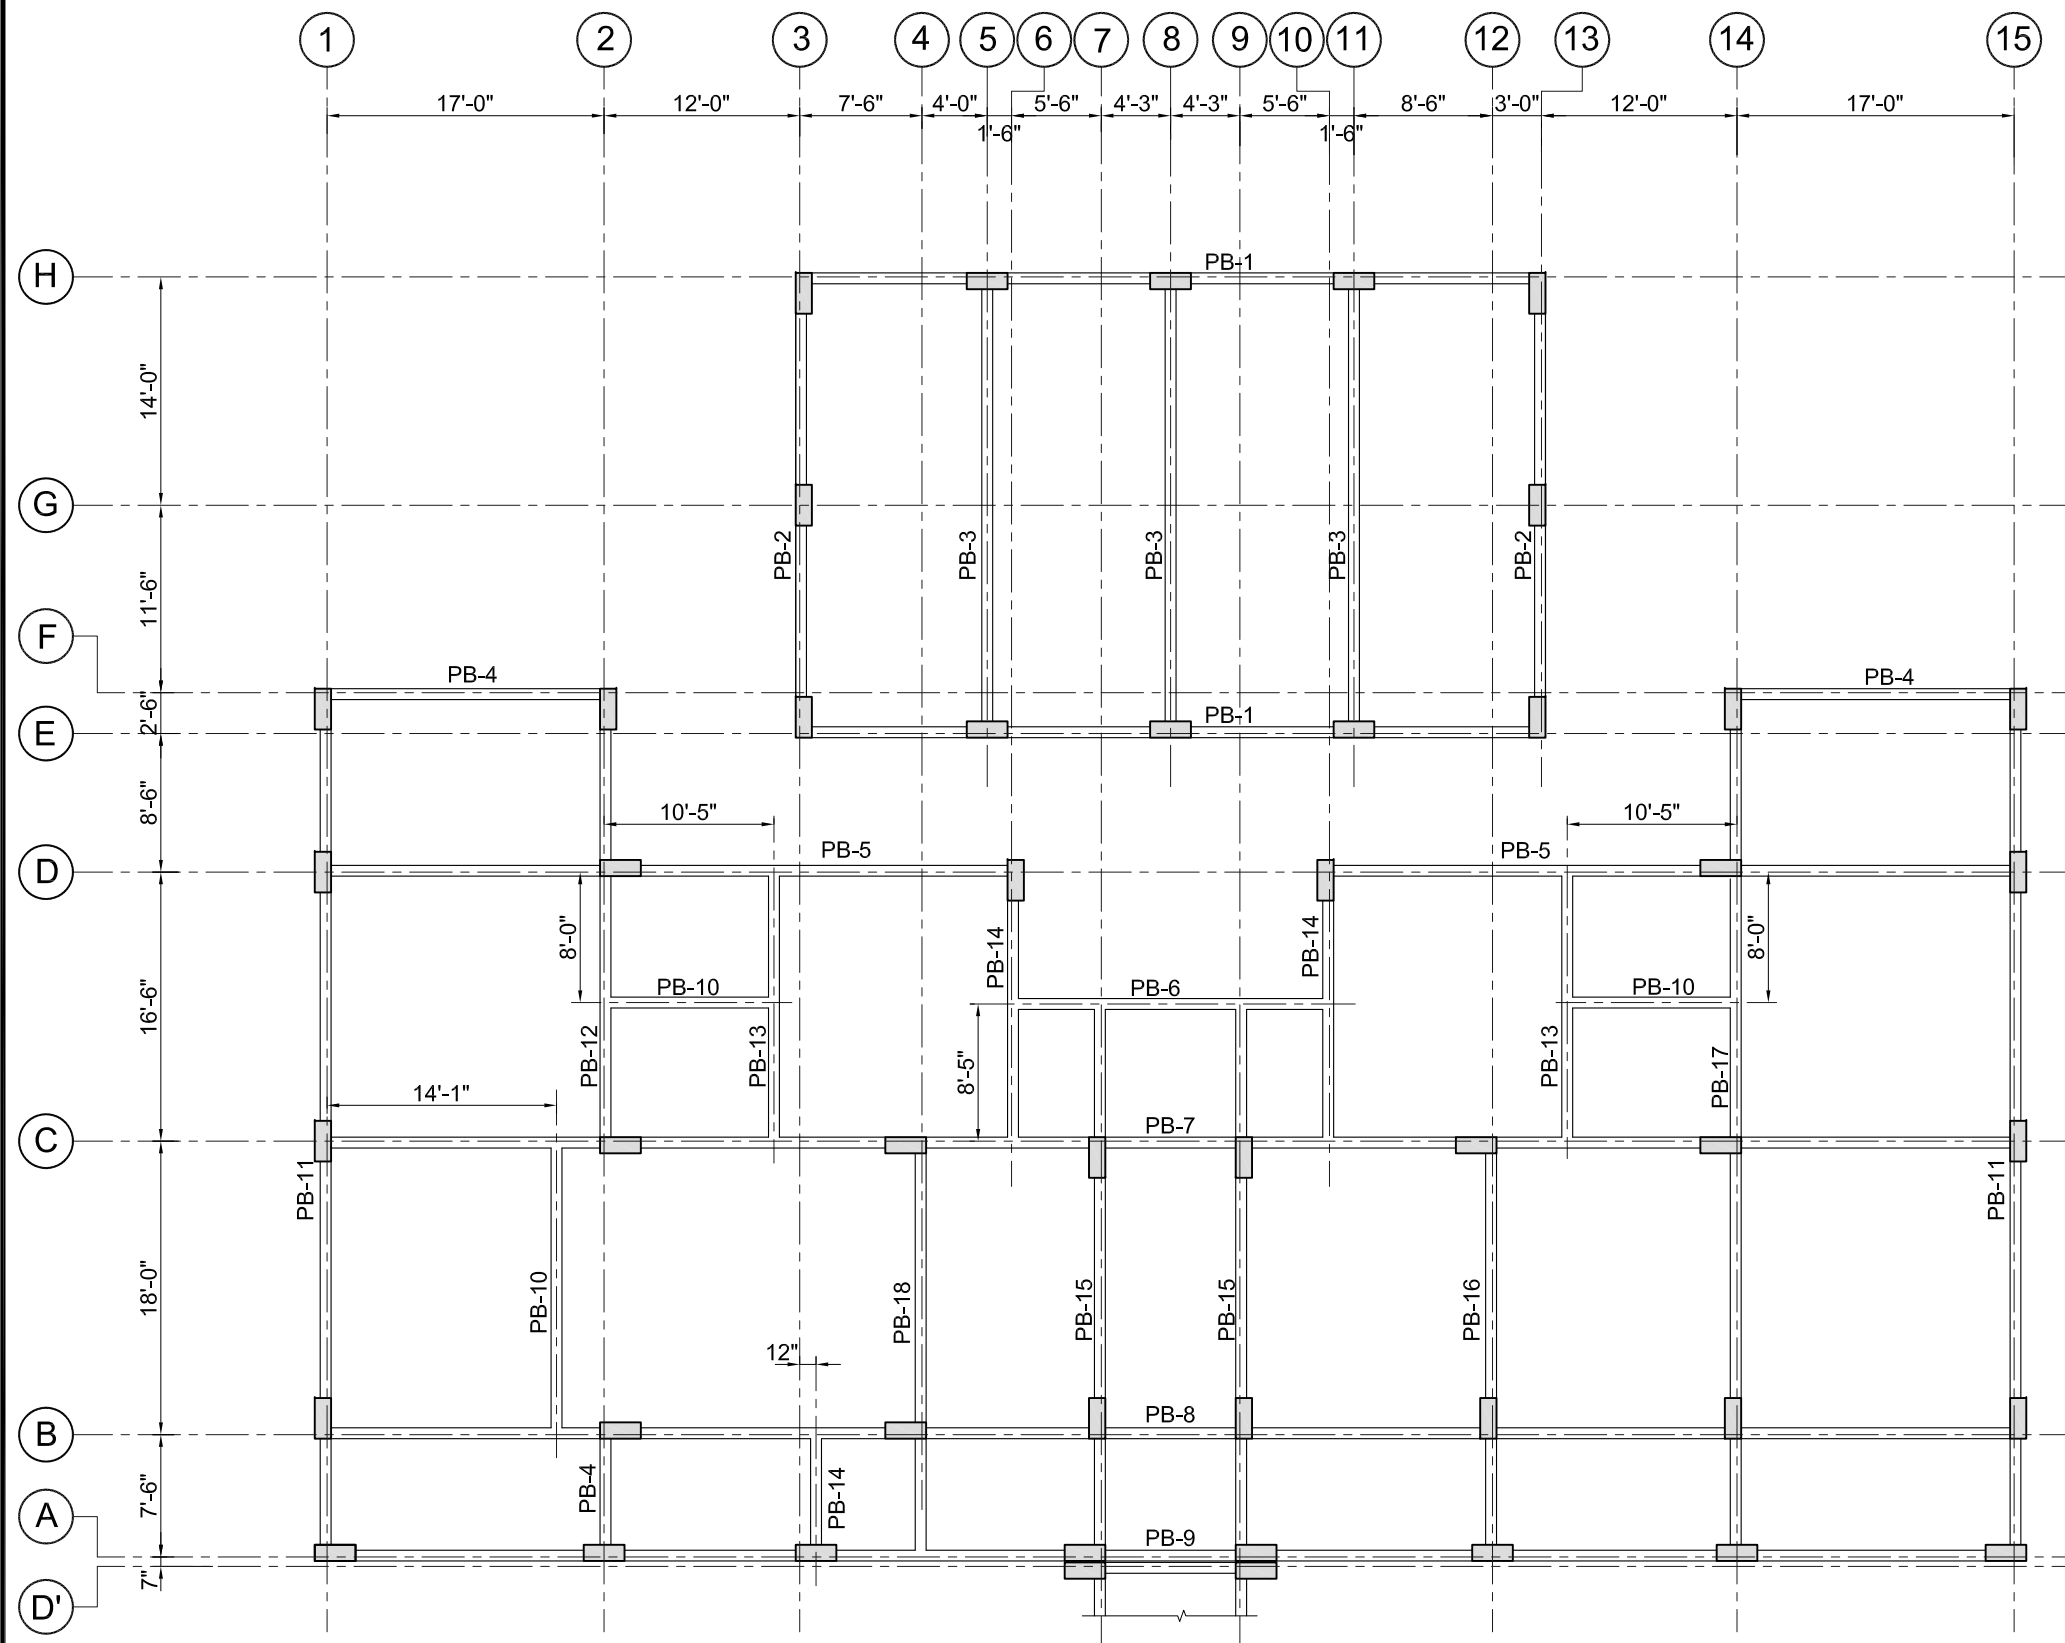 1 2 3 4 5 6 7 8 9 10 11 12 13 14 15
17'-0" 12'-0" 7'-6" 4'-0" 5'-6" 4'-3" 4'-3" 5'-6" 8'-6" 3'-0" 12'-0" 17'-0"
1'-6" 1'-6"
PB-1
H
14'-0"
G
PB-2 PB-3 PB-3 PB-3 PB-2
11'-6"
F
PB-4 PB-4
2'-6"
E
PB-1
8'-6"
10'-5" 10'-5"
PB-5 PB-5
D
8'-0" PB-14 PB-14 8'-0"
PB-10 PB-6 PB-10
16'-6"
PB-12 PB-13 8'-5" PB-13 PB-17
14'-1"
PB-7
C
PB-11 PB-11
18'-0"
PB-10 PB-18 PB-15 PB-15 PB-16
12"
PB-8
B
7'-6"
PB-4 PB-14
A
PB-9
7"
D'